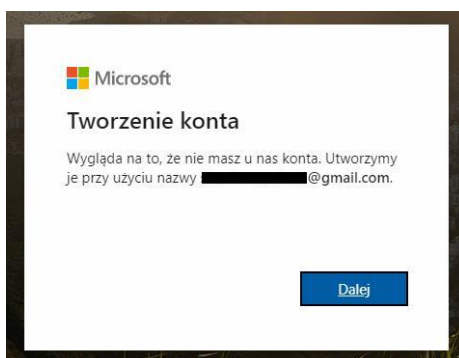 Microsoft
Tworzenie konta
Wygląda na to, że nie masz u nas konta. Utworzymy
je przy użyciu nazwy @gmail.com.
Dalej